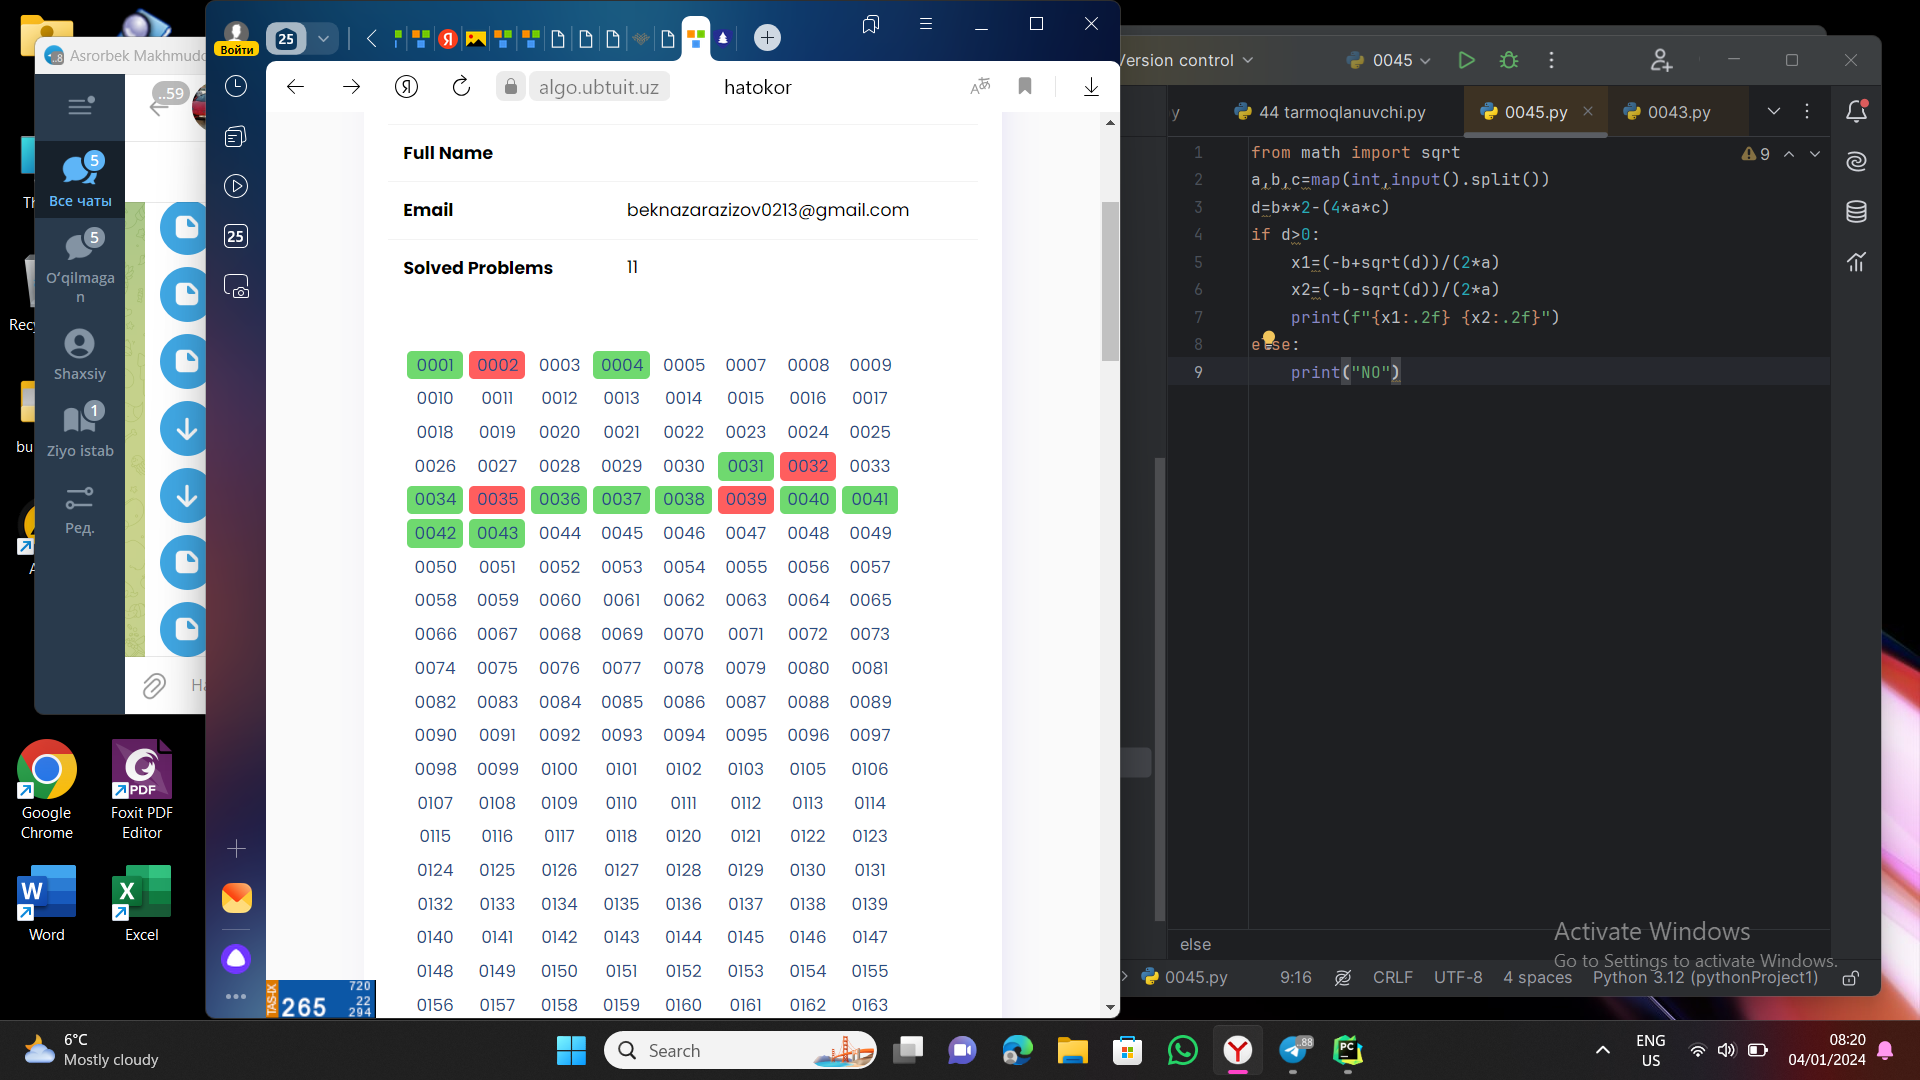 Asrorbek Makhmudo
..59
5
Все чаты
5
Oʻqilmaga
n
Shaxsiy
1
Ziyo istab
Ред.
Войти
25
algo.ubtuit.uz
hatokor
25
Full Name
Email beknazarazizov0213@gmail.com
Solved Problems 11
0001 0002 0003 0004 0005 0007 0008 0009
0010 0011 0012 0013 0014 0015 0016 0017
0018 0019 0020 0021 0022 0023 0024 0025
0026 0027 0028 0029 0030 0031 0032 0033
0034 0035 0036 0037 0038 0039 0040 0041
0042 0043 0044 0045 0046 0047 0048 0049
0050 0051 0052 0053 0054 0055 0056 0057
0058 0059 0060 0061 0062 0063 0064 0065
0066 0067 0068 0069 0070 0071 0072 0073
0074 0075 0076 0077 0078 0079 0080 0081
0082 0083 0084 0085 0086 0087 0088 0089
0090 0091 0092 0093 0094 0095 0096 0097
0098 0099 0100 0101 0102 0103 0105 0106
0107 0108 0109 0110 0111 0112 0113 0114
0115 0116 0117 0118 0120 0121 0122 0123
0124 0125 0126 0127 0128 0129 0130 0131
0132 0133 0134 0135 0136 0137 0138 0139
0140 0141 0142 0143 0144 0145 0146 0147
0148 0149 0150 0151 0152 0153 0154 0155
0156 0157 0158 0159 0160 0161 0162 0163
TAS-IX
265
720
22
294
Version control
0045
y
44 tarmoqlanuvchi.py
0045.py
0043.py
9
1 from math import sqrt
2 a,b,c=map(int,input().split())
3 d=b**2-(4*a*c)
4 if d>0:
5 x1=(-b+sqrt(d))/(2*a)
6 x2=(-b-sqrt(d))/(2*a)
7 print(f"{x1:.2f} {x2:.2f}")
8 else:
9 print("NO")
else
Activate Windows
Go to Settings to activate Windows.
0045.py 9:16 CRLF UTF-8 4 spaces Python 3.12 (pythonProject1)
Google
Chrome
Foxit PDF
Editor
Word
Excel
6°C
Mostly cloudy
Search
..88
ENG
US
08:20
04/01/2024